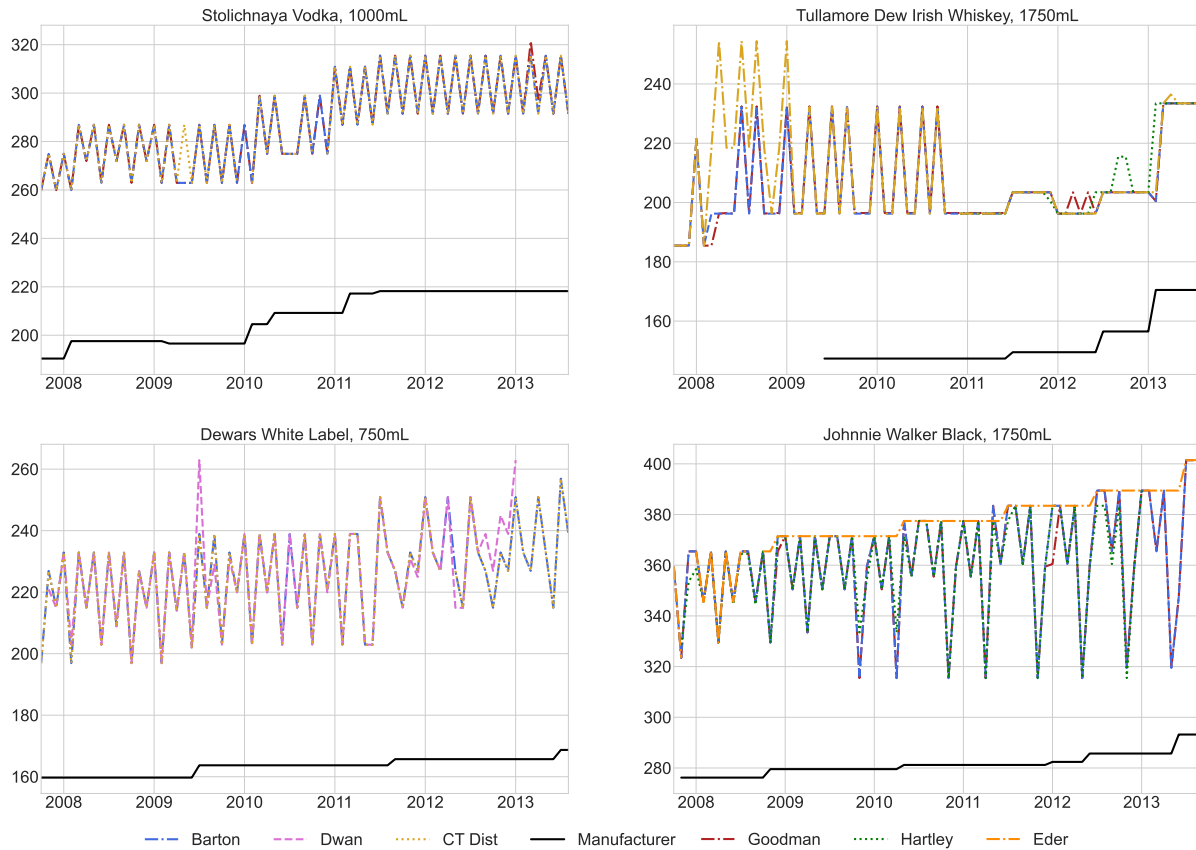 Stolichnaya Vodka, 1000mL
320
300
280
260
240
220
200
2008 2009 2010 2011 2012 2013
Tullamore Dew Irish Whiskey, 1750mL
240
220
200
180
160
2008 2009 2010 2011 2012 2013
Dewars White Label, 750mL
260
240
220
200
180
160
2008 2009 2010 2011 2012 2013
Johnnie Walker Black, 1750mL
400
380
360
340
320
300
280
2008 2009 2010 2011 2012 2013
Barton Dwan CT Dist Manufacturer Goodman Hartley Eder